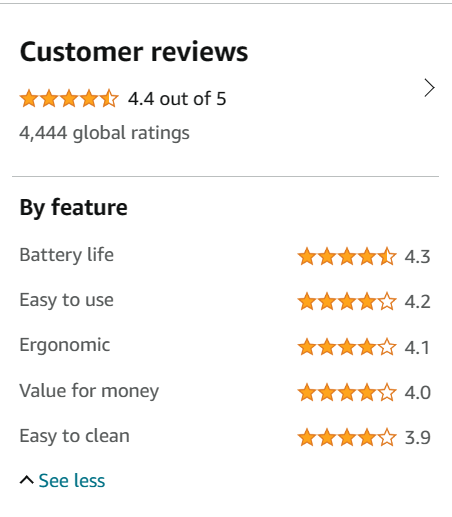 Customer reviews
4.4 out of 5
4,444 global ratings
By feature
Battery life 4.3
Easy to use 4.2
Ergonomic 4.1
Value for money 4.0
Easy to clean 3.9
See less